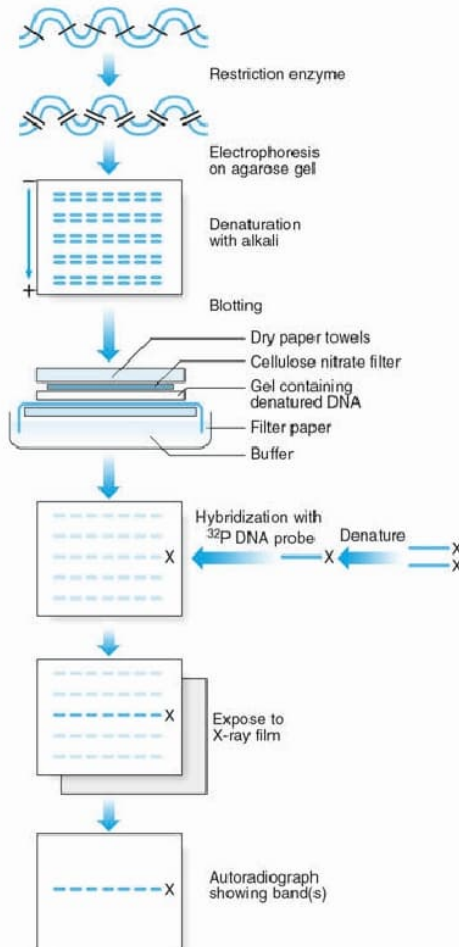 Restriction enzyme
Electrophoresis
on agarose gel
−
Denaturation
with alkali
+
Blotting
Dry paper towels
Cellulose nitrate filter
Gel containing
denatured DNA
Filter paper
Buffer
Hybridization with
³²P DNA probe
Denature
X
X
X
X
X
Expose to
X-ray film
Autoradiograph
showing band(s)
X